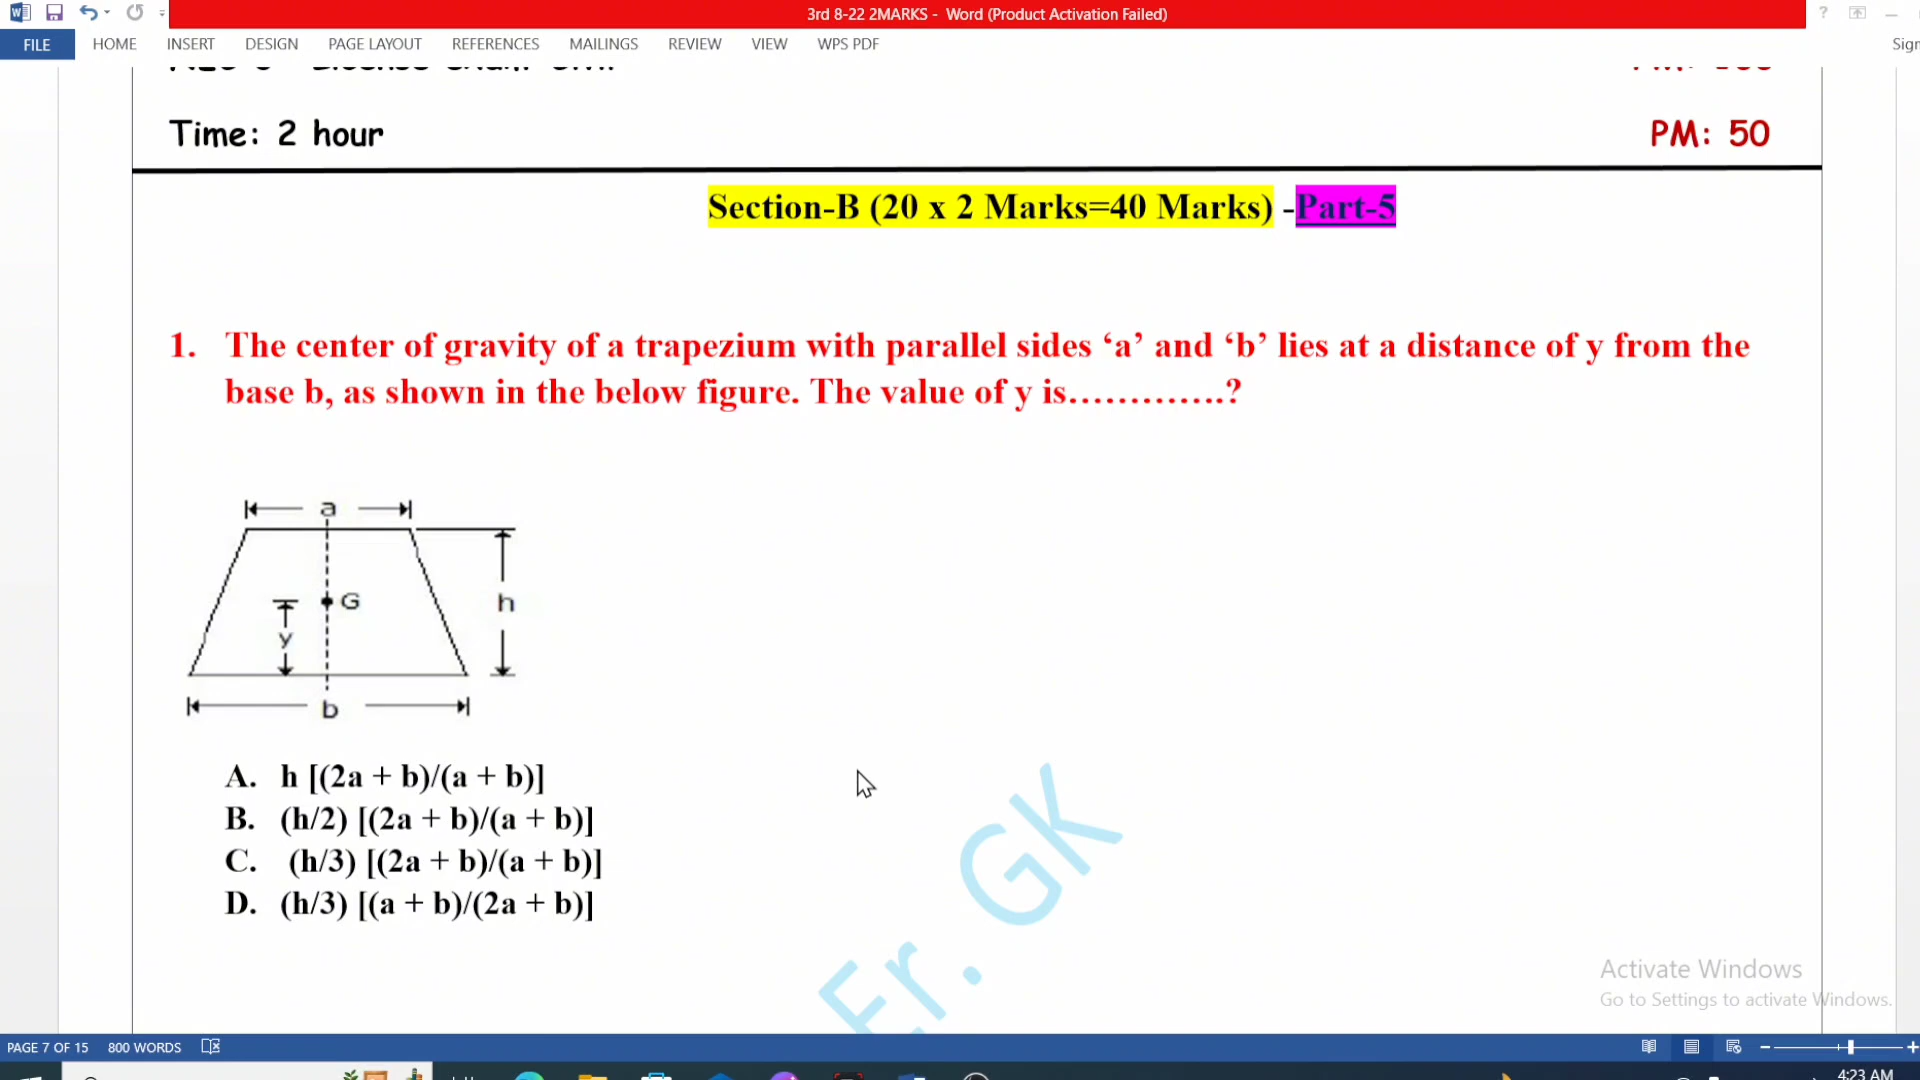 3rd 8-22 2MARKS - Word (Product Activation Failed)
?
FILE HOME INSERT DESIGN PAGE LAYOUT REFERENCES MAILINGS REVIEW VIEW WPS PDF
Time: 2 hour PM: 50
Section-B (20 x 2 Marks=40 Marks) -Part-5
1. The center of gravity of a trapezium with parallel sides ‘a’ and ‘b’ lies at a distance of y from the
base b, as shown in the below figure. The value of y is………….?
a
G
h
y
b
A. h [(2a + b)/(a + b)]
B. (h/2) [(2a + b)/(a + b)]
C. (h/3) [(2a + b)/(a + b)]
D. (h/3) [(a + b)/(2a + b)]
Er. GK
Activate Windows
Go to Settings to activate Windows.
PAGE 7 OF 15 800 WORDS
4:23 AM